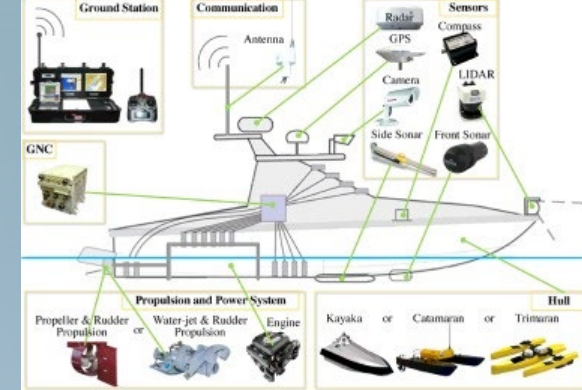 Ground Station
Communication
Antenna
Sensors
Radar
Compass
GPS
Camera
LIDAR
Side Sonar
Front Sonar
GNC
Propulsion and Power System
Propeller & Rudder
Propulsion
or
Water-jet & Rudder
Propulsion
Engine
Hull
Kayaka or Catamaran or Trimaran